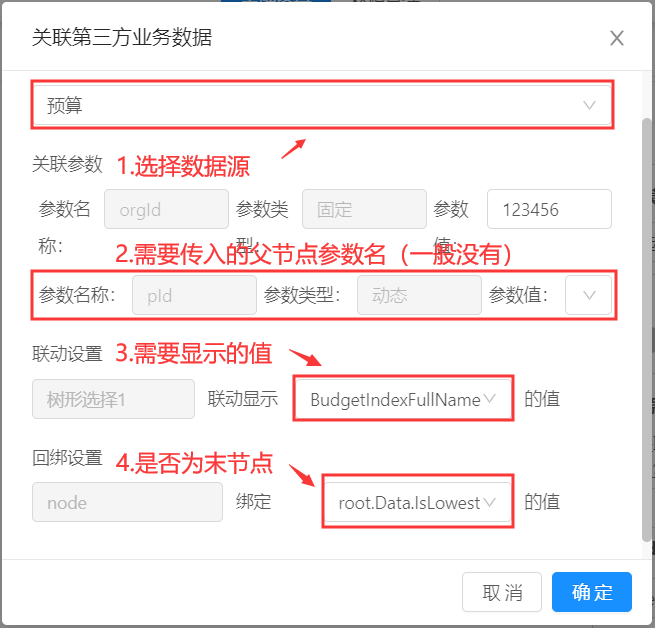 关联第三方业务数据
预算
关联参数
1.选择数据源
参数名称:
orgId
参数类型:
固定
参数值:
123456
2.需要传入的父节点参数名（一般没有）
参数名称:
pId
参数类型:
动态
参数值:
联动设置
3.需要显示的值
树形选择1
联动显示
BudgetIndexFullName
的值
回绑设置
4.是否为末节点
node
绑定
root.Data.IsLowest
的值
取 消
确 定